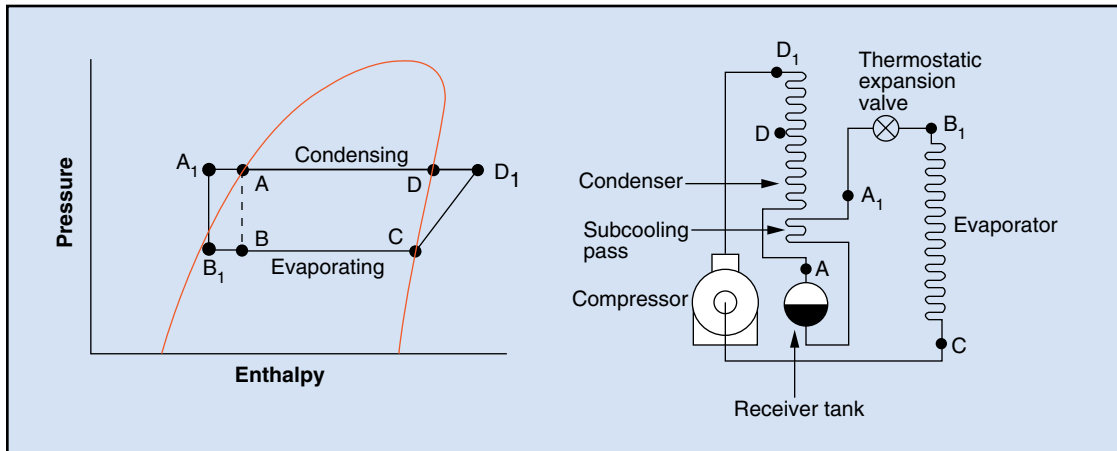 Pressure
Enthalpy
A1
A
Condensing
D
D1
B1
B
Evaporating
C
D1
Thermostatic
expansion
valve
D
B1
Condenser
A1
Subcooling
pass
Evaporator
A
Compressor
C
Receiver tank